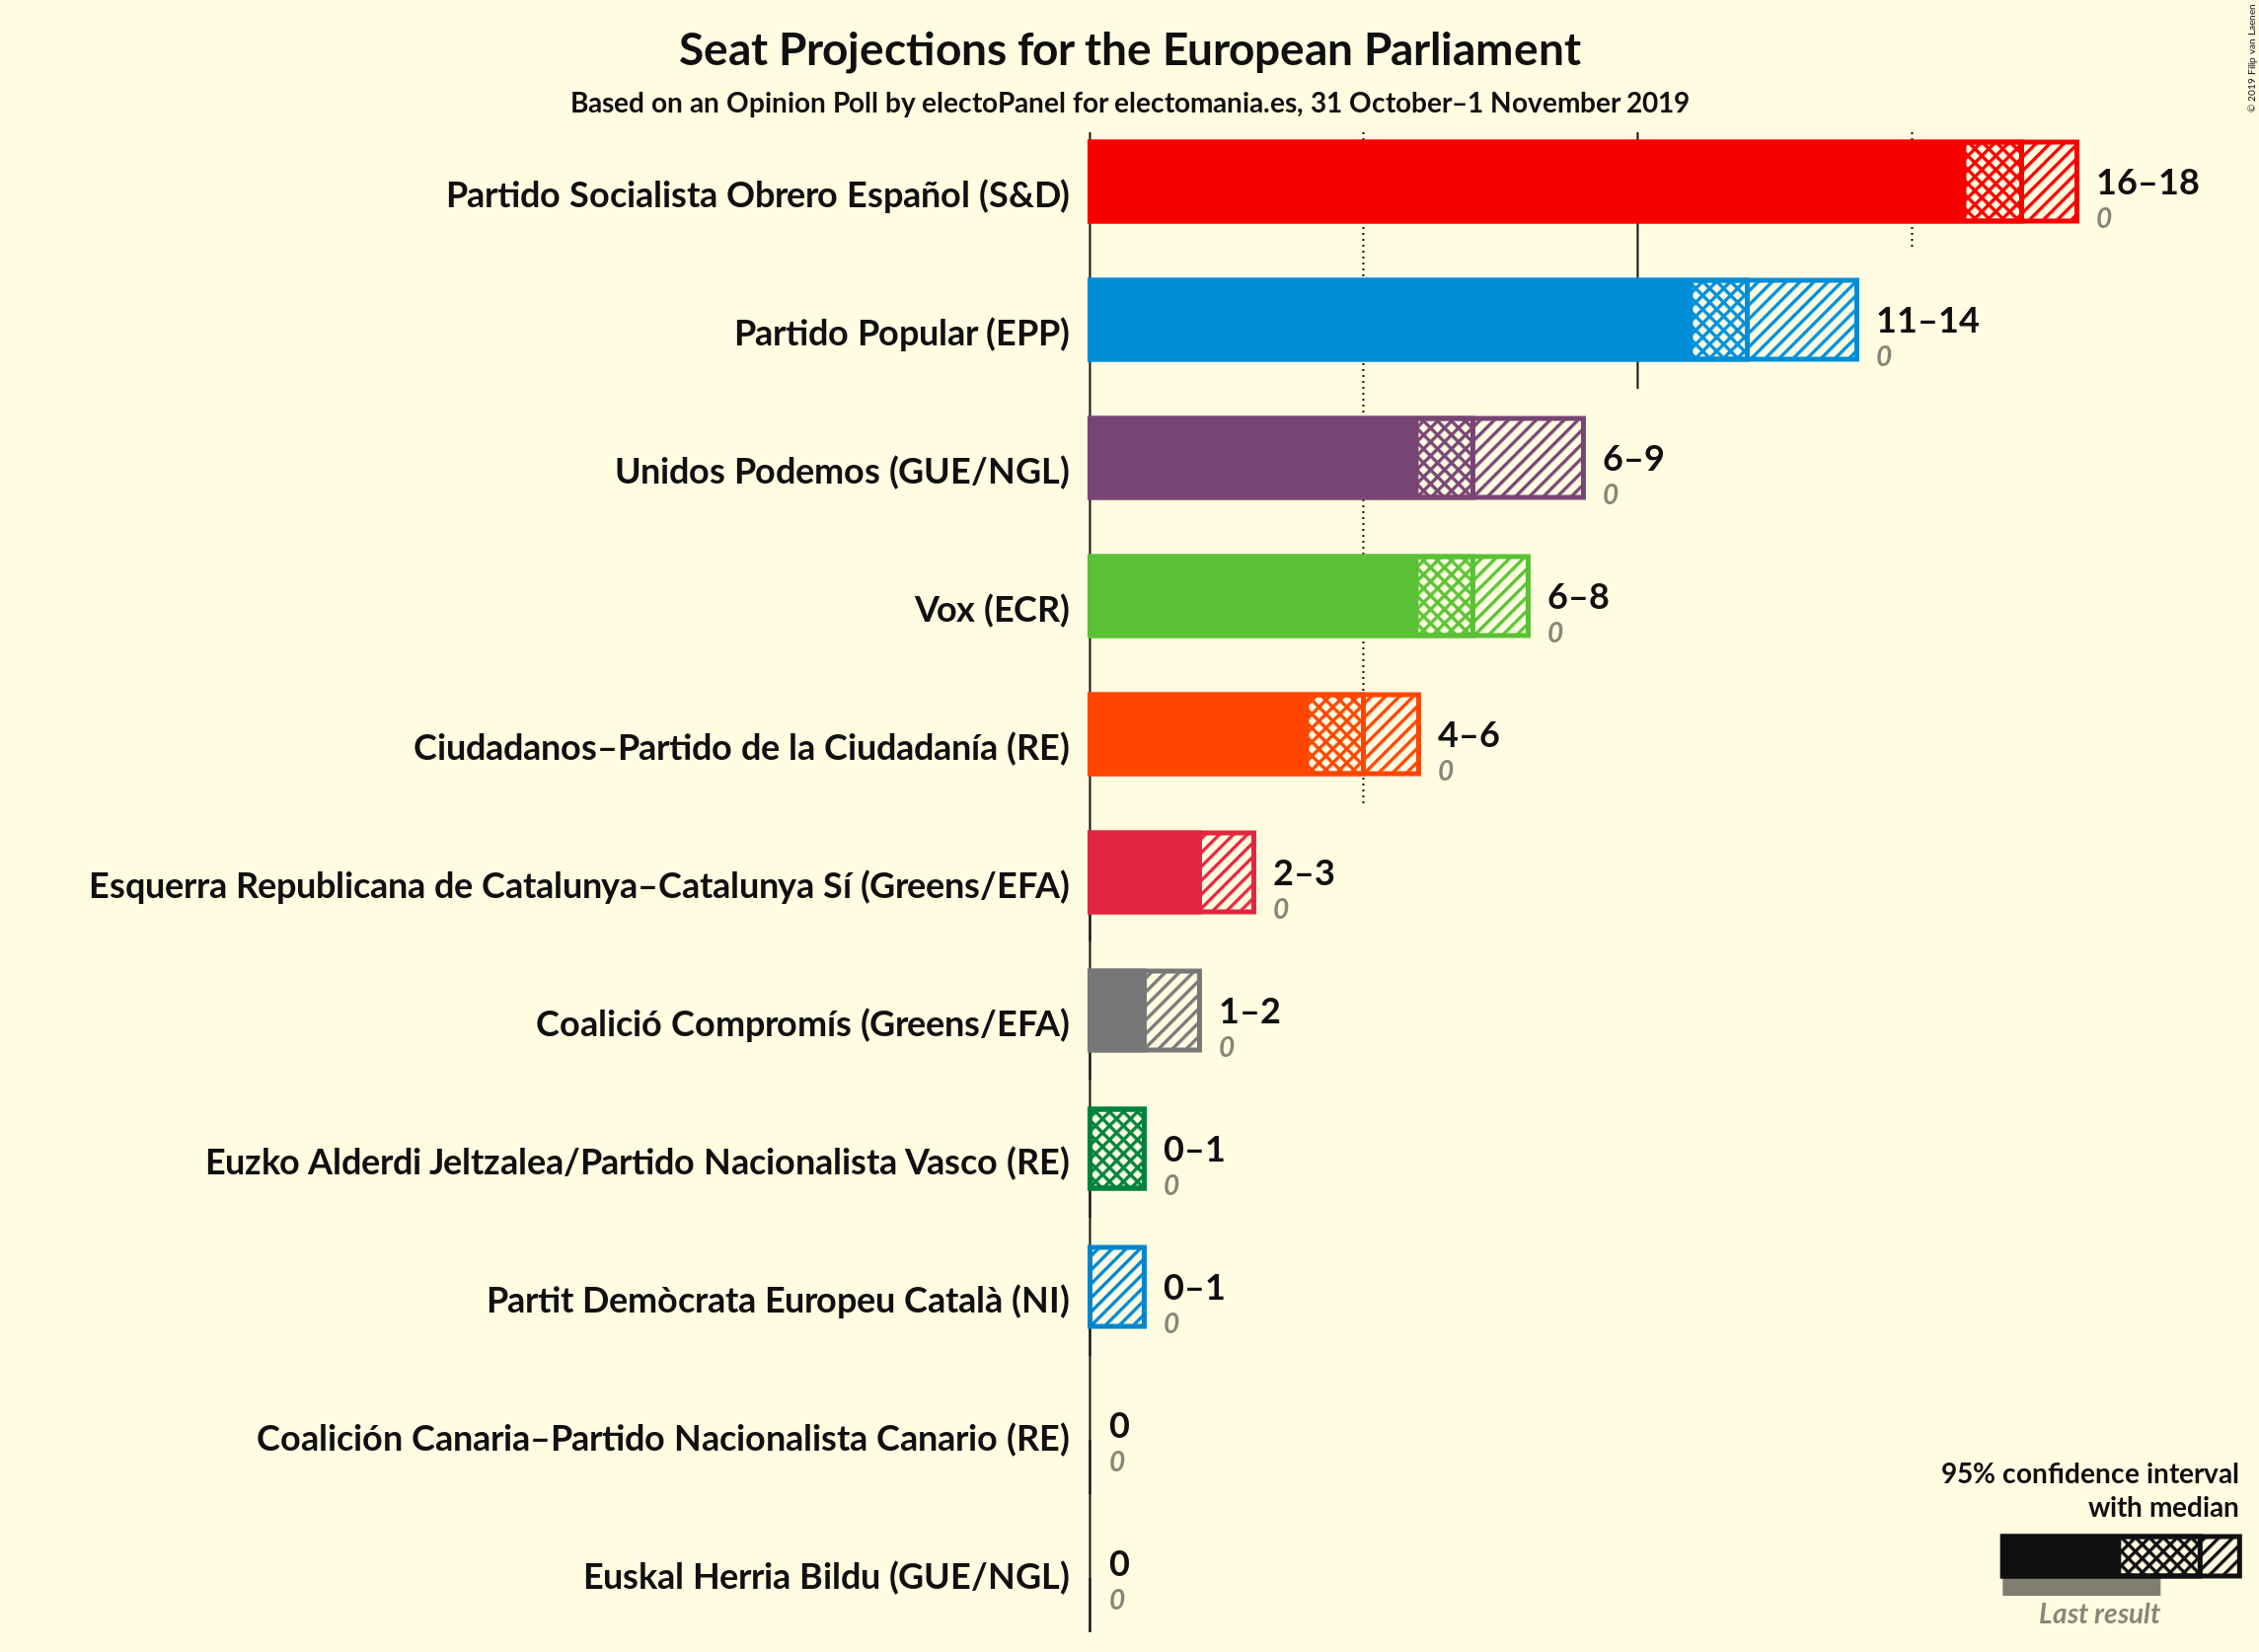 Seat Projections for the European Parliament
Based on an Opinion Poll by electoPanel for electomania.es, 31 October–1 November 2019
© 2019 Filip van Laenen
Partido Socialista Obrero Español (S&D)
16–18
0
Partido Popular (EPP)
11–14
0
Unidos Podemos (GUE/NGL)
6–9
0
Vox (ECR)
6–8
0
Ciudadanos–Partido de la Ciudadanía (RE)
4–6
0
Esquerra Republicana de Catalunya–Catalunya Sí (Greens/EFA)
2–3
0
Coalició Compromís (Greens/EFA)
1–2
0
Euzko Alderdi Jeltzalea/Partido Nacionalista Vasco (RE)
0–1
0
Partit Demòcrata Europeu Català (NI)
0–1
0
Coalición Canaria–Partido Nacionalista Canario (RE)
0
0
Euskal Herria Bildu (GUE/NGL)
0
0
95% confidence interval
with median
Last result